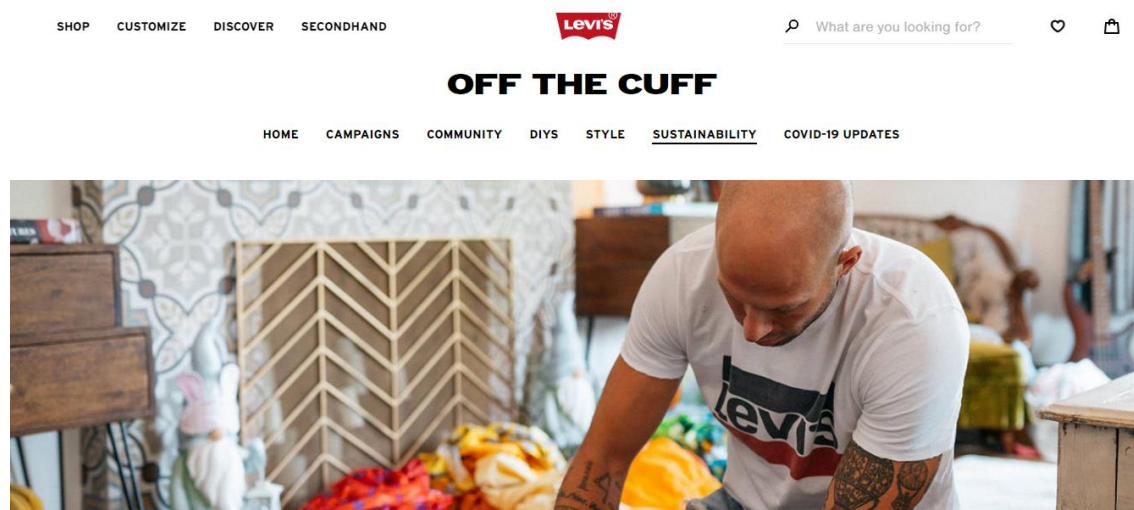 SHOP CUSTOMIZE DISCOVER SECONDHAND Levi's® What are you looking for?
OFF THE CUFF
HOME CAMPAIGNS COMMUNITY DIYS STYLE SUSTAINABILITY COVID-19 UPDATES
Levi's